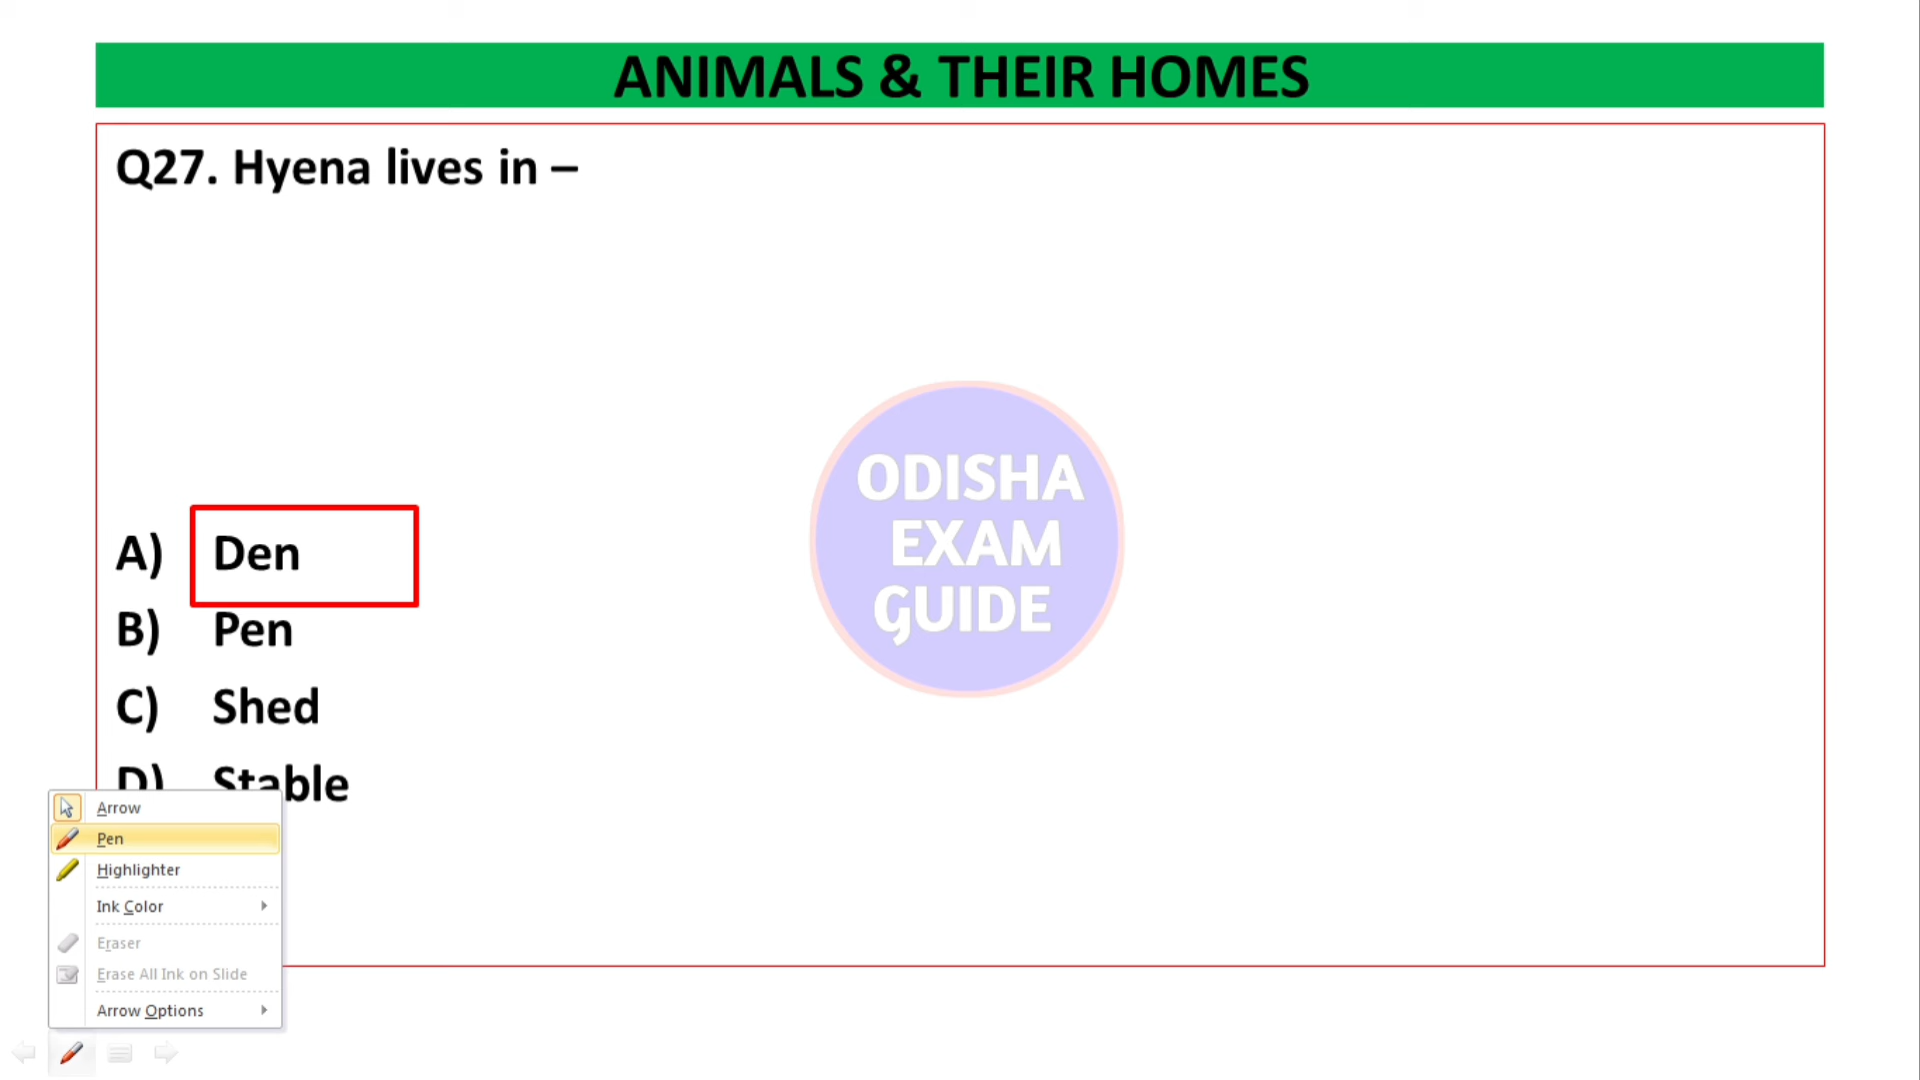 ANIMALS & THEIR HOMES
Q27. Hyena lives in –
ODISHA
EXAM
GUIDE
A) Den
B) Pen
C) Shed
D) Stable
Arrow
Pen
Highlighter
Ink Color
Eraser
Erase All Ink on Slide
Arrow Options